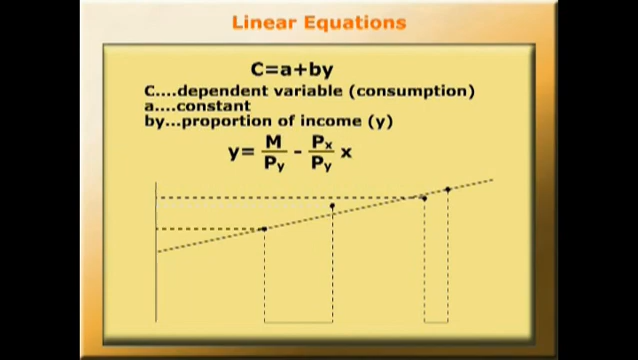 Linear Equations
C=a+by
C....dependent variable (consumption)
a....constant
by...proportion of income (y)
y= M/Py - Px/Py x